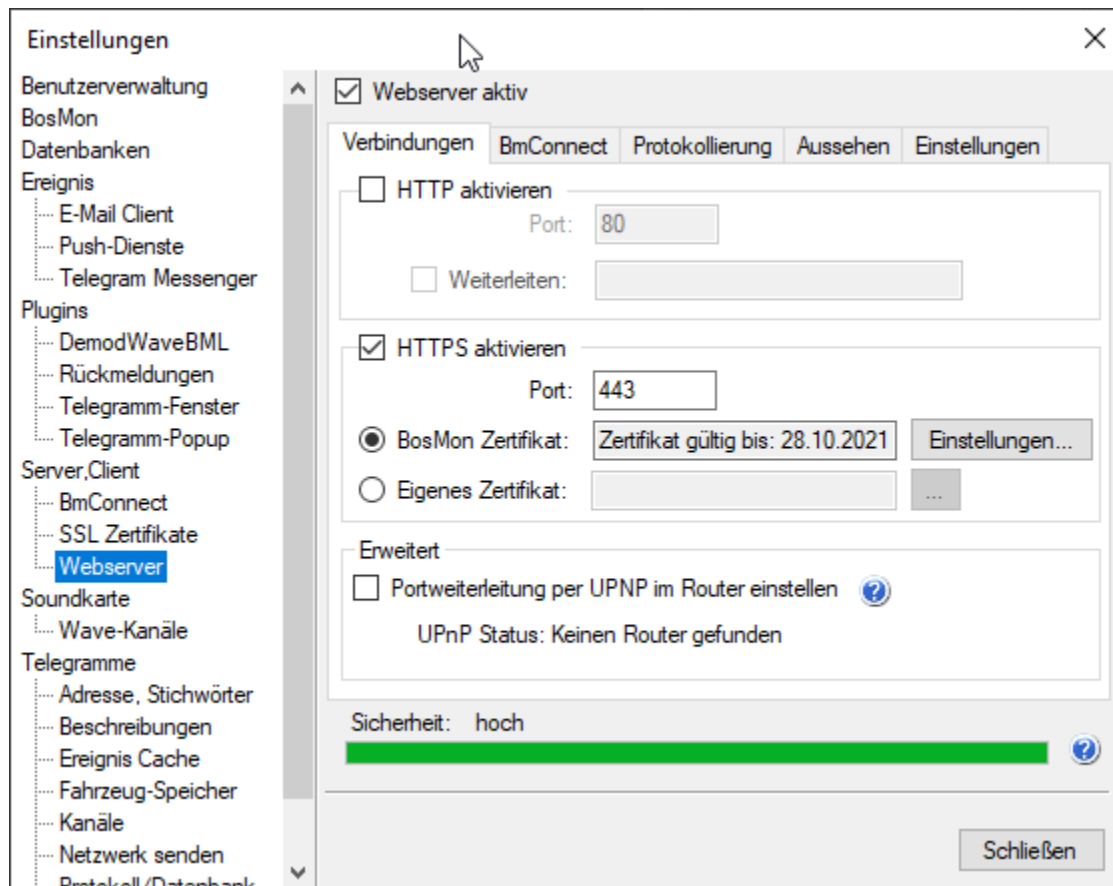 Einstellungen
Benutzerverwaltung
BosMon
Datenbanken
Ereignis
E-Mail Client
Push-Dienste
Telegram Messenger
Plugins
DemodWaveBML
Rückmeldungen
Telegramm-Fenster
Telegramm-Popup
Server,Client
BmConnect
SSL Zertifikate
Webserver
Soundkarte
Wave-Kanäle
Telegramme
Adresse, Stichwörter
Beschreibungen
Ereignis Cache
Fahrzeug-Speicher
Kanäle
Netzwerk senden
Protokoll/Datenbank
Webserver aktiv
Verbindungen BmConnect Protokollierung Aussehen Einstellungen
HTTP aktivieren
Port: 80
Weiterleiten:
HTTPS aktivieren
Port: 443
BosMon Zertifikat: Zertifikat gültig bis: 28.10.2021 Einstellungen...
Eigenes Zertifikat: ...
Erweitert
Portweiterleitung per UPNP im Router einstellen ?
UPnP Status: Keinen Router gefunden
Sicherheit: hoch
?
Schließen